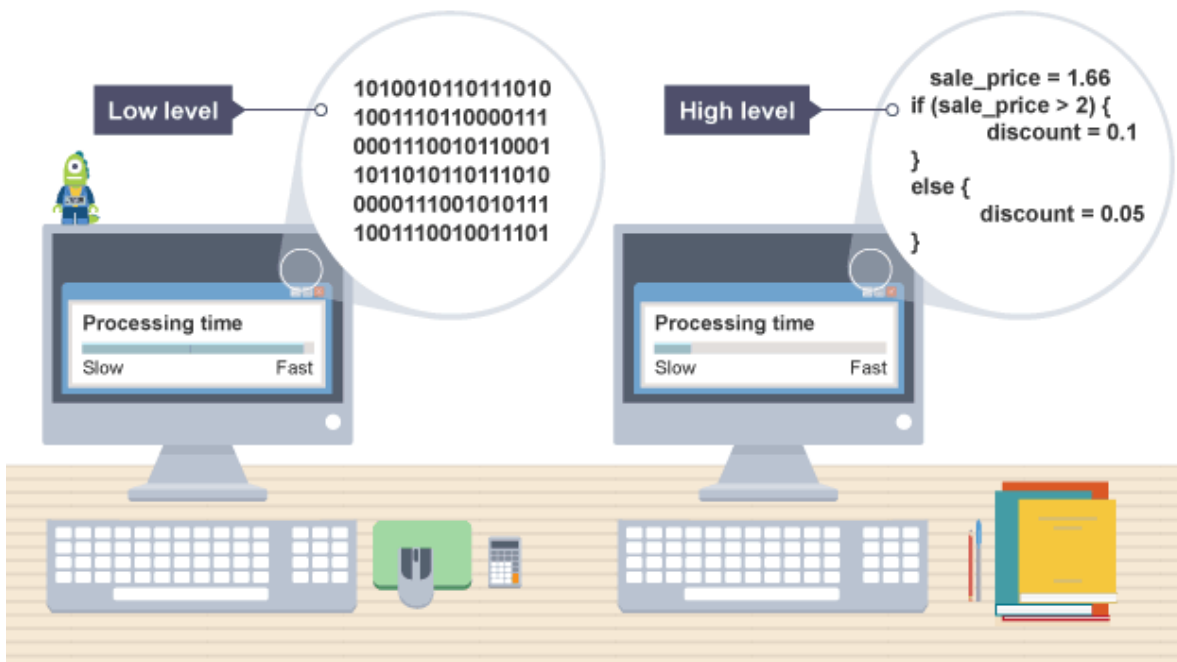 Low level
1010010110111010
1001110110000111
0001110010110001
1011010110111010
0000111001010111
1001110010011101
Processing time
Slow Fast
High level
sale_price = 1.66
if (sale_price > 2) {
discount = 0.1
}
else {
discount = 0.05
}
Processing time
Slow Fast